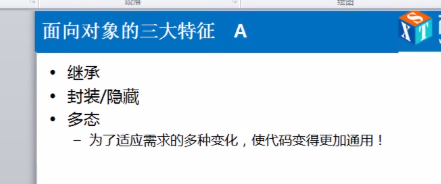 面向对象的三大特征 A
SXT
• 继承
• 封装/隐藏
• 多态
– 为了适应需求的多种变化，使代码变得更加通用！